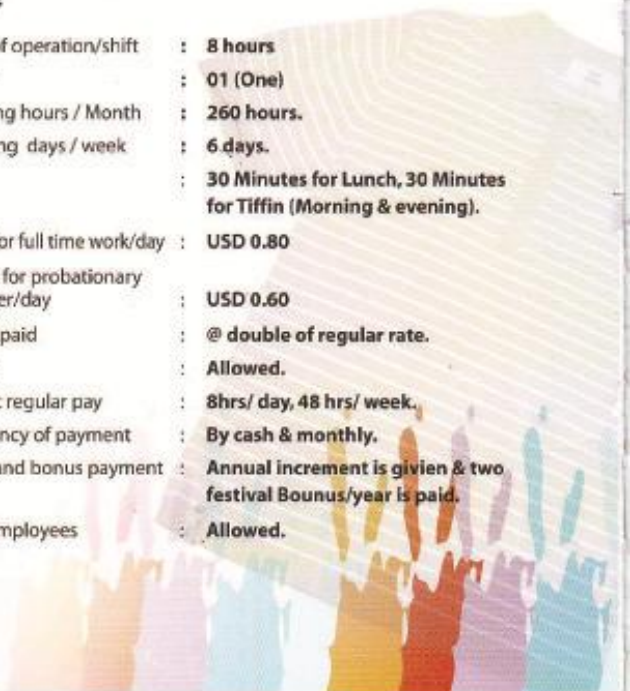 f operation/shift : 8 hours
: 01 (One)
ng hours / Month : 260 hours.
ng days / week : 6 days.
: 30 Minutes for Lunch, 30 Minutes
for Tiffin (Morning & evening).
or full time work/day : USD 0.80
for probationary
er/day : USD 0.60
paid : @ double of regular rate.
: Allowed.
t regular pay : 8hrs/ day, 48 hrs/ week.
ncy of payment : By cash & monthly.
and bonus payment : Annual increment is givien & two
festival Bounus/year is paid.
mployees : Allowed.